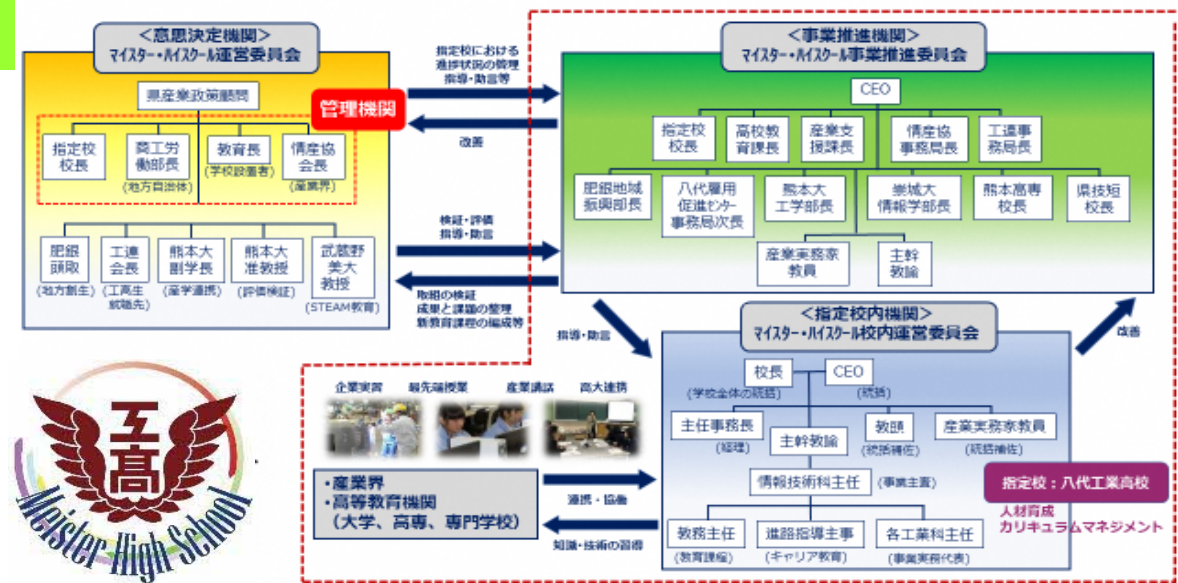 <意思決定機関>
マイスター・ハイスクール運営委員会
県産業政策顧問
管理機関
指定校
校長
商工労
働部長
(地方自治体)
教育長
(学校設置者)
情産協
会長
(産業界)
肥銀
頭取
(地方創生)
工連
会長
(工高生
就職先)
熊本大
副学長
(産学連携)
熊本大
准教授
(評価検証)
武蔵野
美大
教授
(STEAM教育)
指定校における
進捗状況の管理
指導・助言等
改善
検証・評価
指導・助言
取組の検証
成果と課題の整理
新教育課程の編成等
<事業推進機関>
マイスター・ハイスクール事業推進委員会
CEO
指定校
校長
高校教
育課長
産業支
援課長
情産協
事務局長
工連事
務局長
肥銀地域
振興部長
八代雇用
促進センター
事務局次長
熊本大
工学部長
崇城大
情報学部長
熊本高専
校長
県技短
校長
産業実務家
教員
主幹
教諭
指導・助言
改善
<指定校内機関>
マイスター・ハイスクール校内運営委員会
校長
(学校全体の統括)
CEO
(統括)
主任事務長
(経理)
主幹教諭
教頭
(統括補佐)
産業実務家教員
(統括補佐)
情報技術科主任
(事業主査)
教務主任
(教育課程)
進路指導主事
(キャリア教育)
各工業科主任
(事業実務代表)
指定校：八代工業高校
人材育成
カリキュラムマネジメント
企業実習
最先端授業
産業講話
高大連携
・産業界
・高等教育機関
(大学、高専、専門学校)
連携・協働
知識・技術の習得
工高
Meister High School